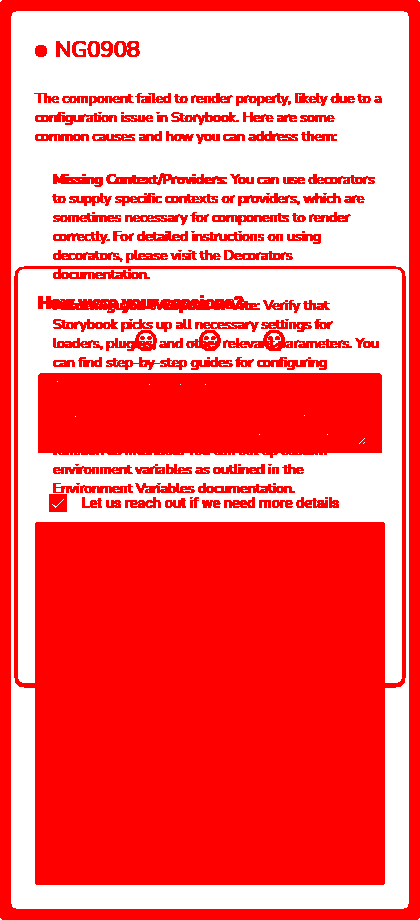 NG0908
The component failed to render properly, likely due to a
configuration issue in Storybook. Here are some
common causes and how you can address them:
Missing Context/Providers: You can use decorators
to supply specific contexts or providers, which are
sometimes necessary for components to render
correctly. For detailed instructions on using
decorators, please visit the Decorators
documentation.
How were your sessions?
Verify that
Storybook picks up all necessary settings for
loaders, plugins, and other relevant parameters. You
can find step-by-step guides for configuring
environment variables as outlined in the
Environment Variables documentation.
Let us reach out if we need more details